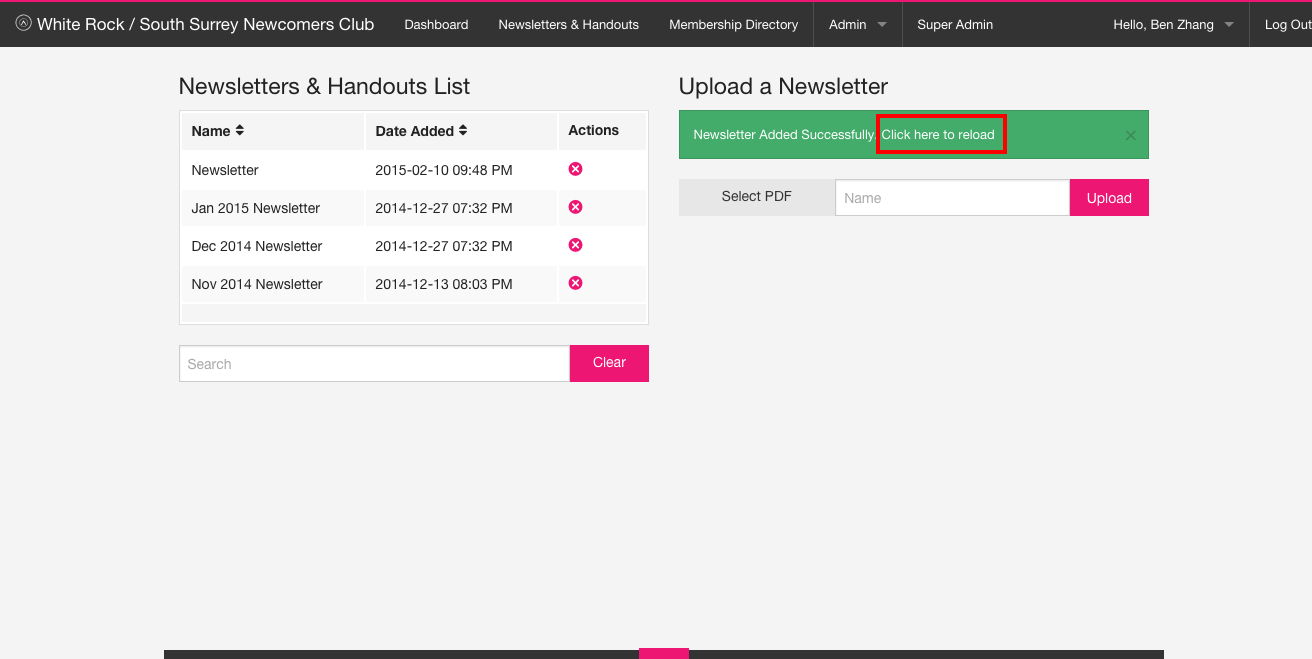 White Rock / South Surrey Newcomers Club Dashboard Newsletters & Handouts Membership Directory Admin Super Admin Hello, Ben Zhang Log Out
Newsletters & Handouts List
Name Date Added Actions
Newsletter 2015-02-10 09:48 PM
Jan 2015 Newsletter 2014-12-27 07:32 PM
Dec 2014 Newsletter 2014-12-27 07:32 PM
Nov 2014 Newsletter 2014-12-13 08:03 PM
Search Clear
Upload a Newsletter
Newsletter Added Successfully. Click here to reload ×
Select PDF Name Upload